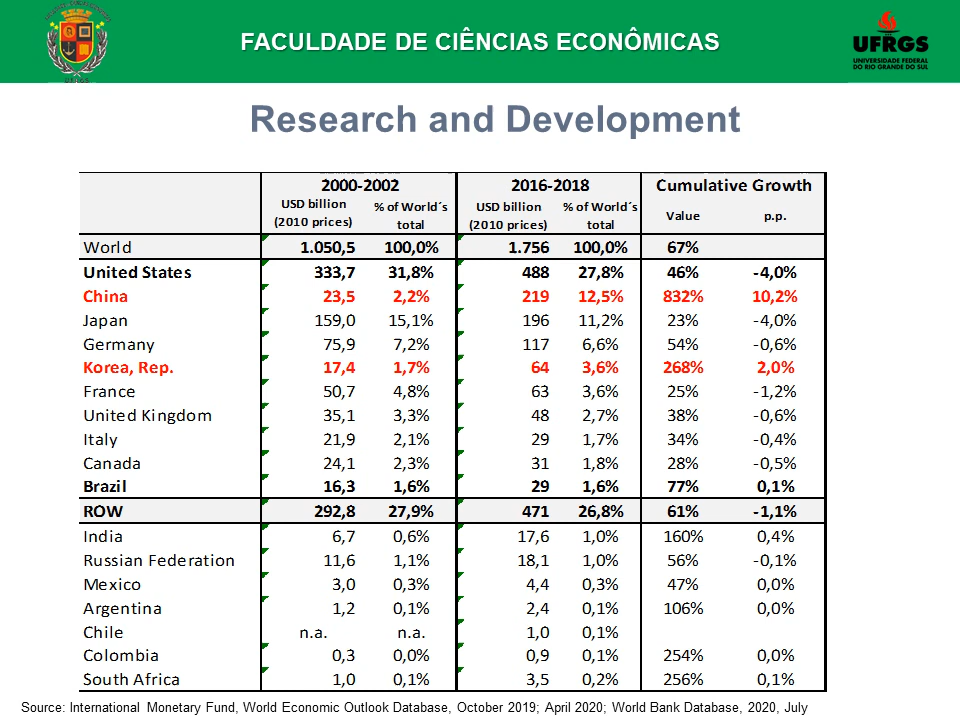 FACULDADE DE CIÊNCIAS ECONÔMICAS
UFRGS
UNIVERSIDADE FEDERAL
DO RIO GRANDE DO SUL
UFRGS
Research and Development
2000-2002 2016-2018 Cumulative Growth
USD billion (2010 prices) % of World´s total USD billion (2010 prices) % of World´s total Value p.p.
World 1.050,5 100,0% 1.756 100,0% 67%
United States 333,7 31,8% 488 27,8% 46% -4,0%
China 23,5 2,2% 219 12,5% 832% 10,2%
Japan 159,0 15,1% 196 11,2% 23% -4,0%
Germany 75,9 7,2% 117 6,6% 54% -0,6%
Korea, Rep. 17,4 1,7% 64 3,6% 268% 2,0%
France 50,7 4,8% 63 3,6% 25% -1,2%
United Kingdom 35,1 3,3% 48 2,7% 38% -0,6%
Italy 21,9 2,1% 29 1,7% 34% -0,4%
Canada 24,1 2,3% 31 1,8% 28% -0,5%
Brazil 16,3 1,6% 29 1,6% 77% 0,1%
ROW 292,8 27,9% 471 26,8% 61% -1,1%
India 6,7 0,6% 17,6 1,0% 160% 0,4%
Russian Federation 11,6 1,1% 18,1 1,0% 56% -0,1%
Mexico 3,0 0,3% 4,4 0,3% 47% 0,0%
Argentina 1,2 0,1% 2,4 0,1% 106% 0,0%
Chile n.a. n.a. 1,0 0,1%
Colombia 0,3 0,0% 0,9 0,1% 254% 0,0%
South Africa 1,0 0,1% 3,5 0,2% 256% 0,1%
Source: International Monetary Fund, World Economic Outlook Database, October 2019; April 2020; World Bank Database, 2020, July